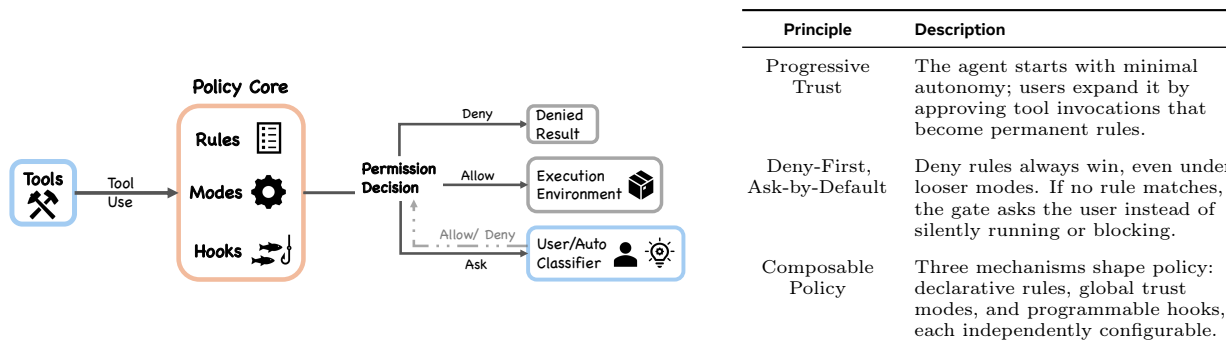 Policy Core
Rules
Modes
Hooks
Tools
Tool
Use
Permission
Decision
Deny
Denied
Result
Allow
Execution
Environment
Allow/ Deny
Ask
User/Auto
Classifier
Principle
Description
Progressive
Trust
The agent starts with minimal
autonomy; users expand it by
approving tool invocations that
become permanent rules.
Deny-First,
Ask-by-Default
Deny rules always win, even under
looser modes. If no rule matches,
the gate asks the user instead of
silently running or blocking.
Composable
Policy
Three mechanisms shape policy:
declarative rules, global trust
modes, and programmable hooks,
each independently configurable.